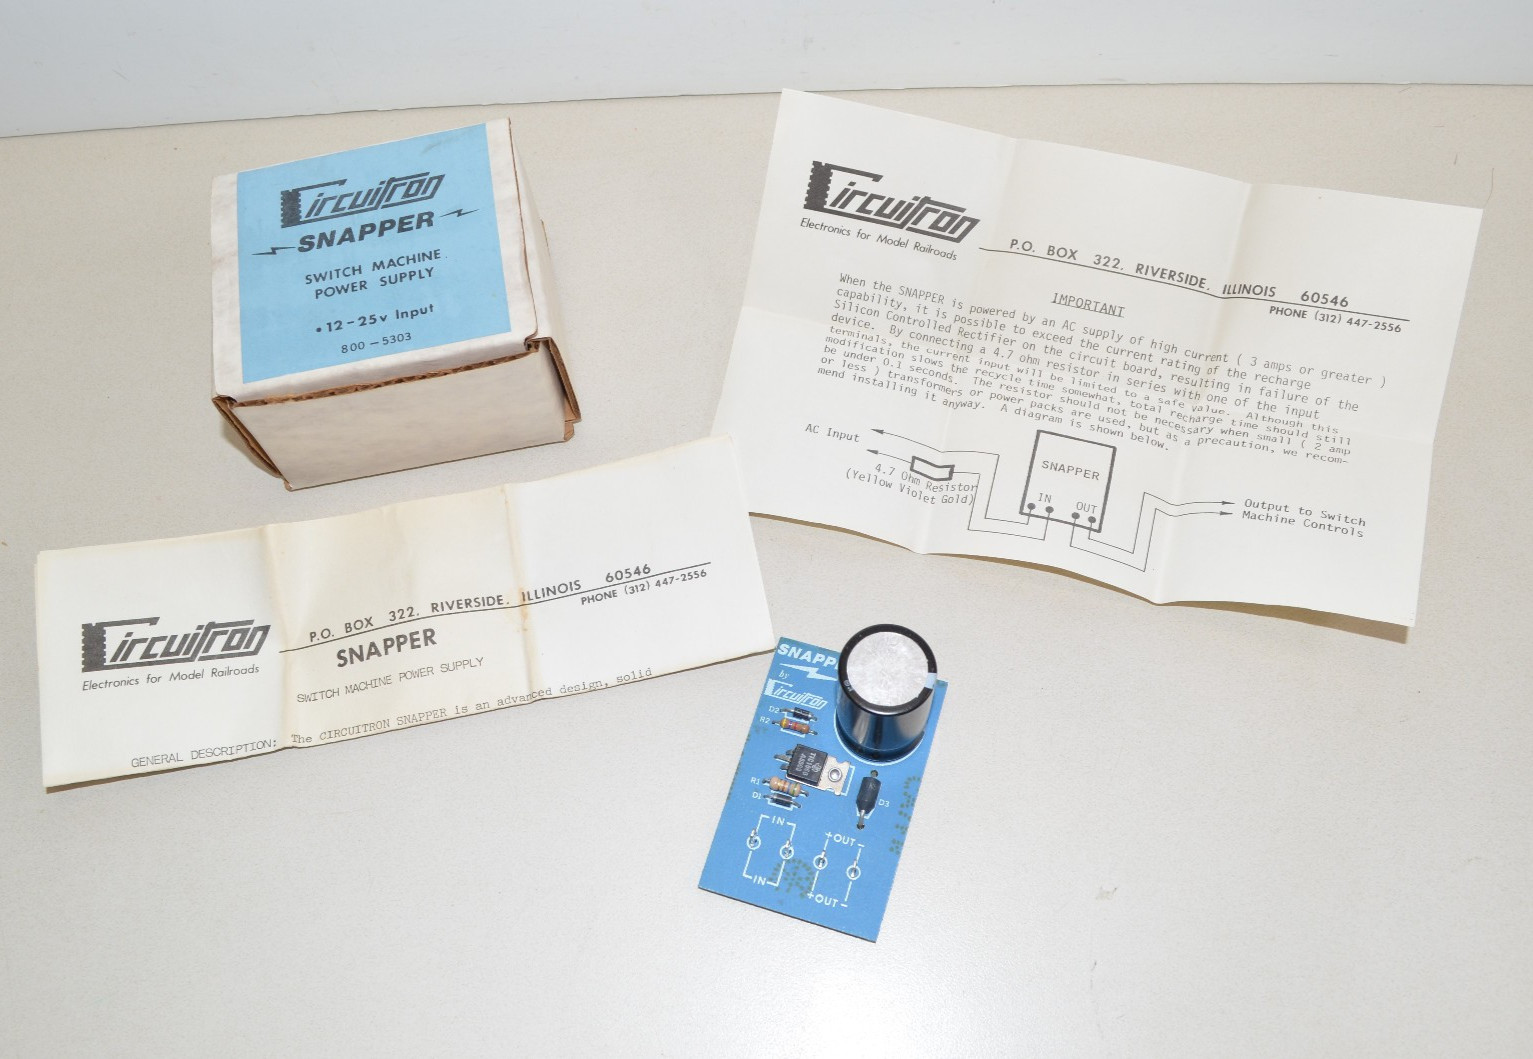 Circuitron
SNAPPER
SWITCH MACHINE
POWER SUPPLY
•12-25v Input
800-5303
Circuitron
Electronics for Model Railroads
P.O. BOX 322, RIVERSIDE, ILLINOIS 60546
PHONE (312) 447-2556
IMPORTANT
When the SNAPPER is powered by an AC supply of high current ( 3 amps or greater )
capability, it is possible to exceed the current rating of the recharge
Silicon Controlled Rectifier on the circuit board, resulting in failure of the
device. By connecting a 4.7 ohm resistor in series with one of the input
terminals, the current input will be limited to a safe value. Although this
modification slows the recycle time somewhat, total recharge time should still
be under 0.1 seconds. The resistor should not be necessary when small ( 2 amp
or less ) transformers or power packs are used, but as a precaution, we recom-
mend installing it anyway. A diagram is shown below.
AC Input
4.7 Ohm Resistor
(Yellow Violet Gold)
SNAPPER
IN OUT
Output to Switch
Machine Controls
Circuitron
Electronics for Model Railroads
P.O. BOX 322, RIVERSIDE, ILLINOIS 60546
PHONE (312) 447-2556
SNAPPER
SWITCH MACHINE POWER SUPPLY
GENERAL DESCRIPTION: The CIRCUITRON SNAPPER is an advanced design, solid
SNAPP
by
Circuitron
D2
R2
R1
D1
D3
IN
+OUT-
IN
+OUT-